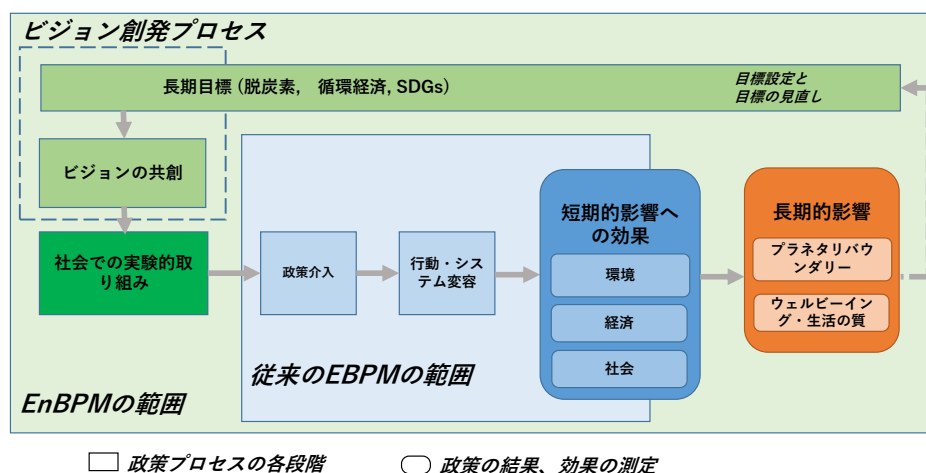 ビジョン創発プロセス
長期目標 (脱炭素, 循環経済, SDGs)
目標設定と
目標の見直し
ビジョンの共創
社会での実験的取
り組み
政策介入
行動・シス
テム変容
短期的影響へ
の効果
環境
経済
社会
長期的影響
プラネタリバウ
ンダリー
ウェルビーイン
グ・生活の質
従来のEBPMの範囲
EnBPMの範囲
政策プロセスの各段階
政策の結果、効果の測定